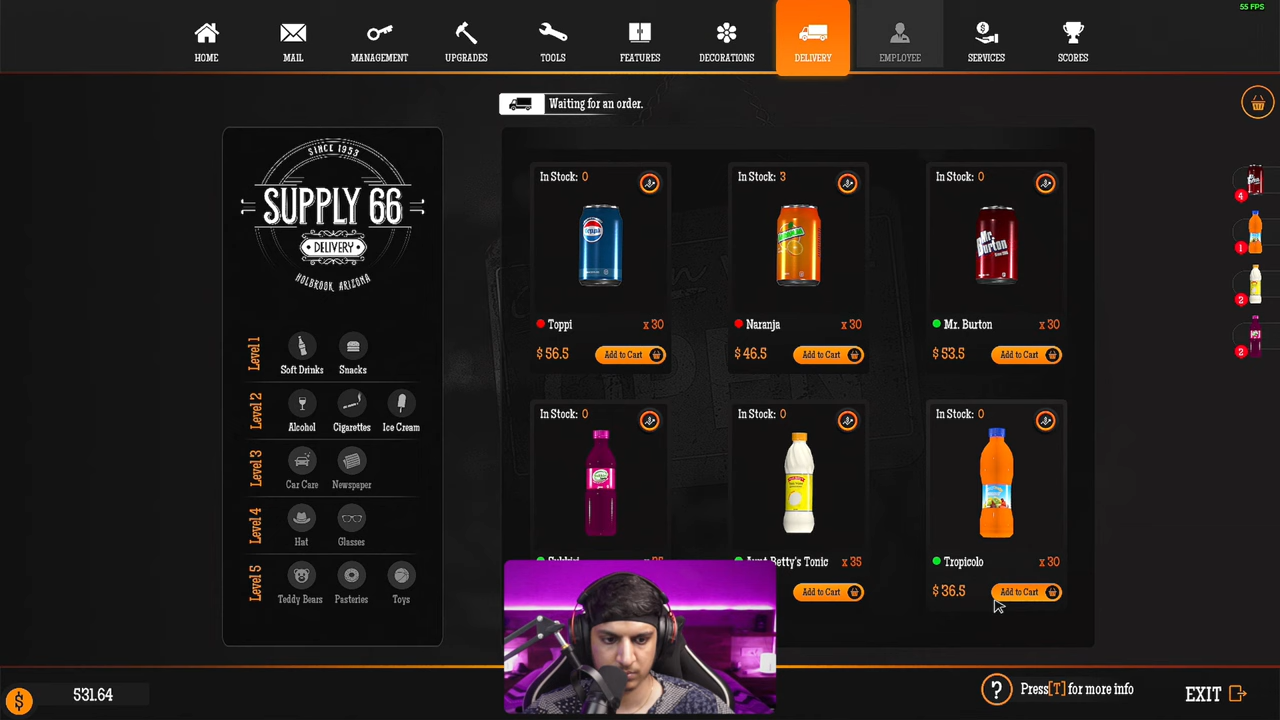 55 FPS
HOME
MAIL
MANAGEMENT
UPGRADES
TOOLS
FEATURES
DECORATIONS
DELIVERY
EMPLOYEE
SERVICES
SCORES
Waiting for an order.
SINCE 1953
SUPPLY 66
DELIVERY
HOLBROOK, ARIZONA
Level 1
Soft Drinks
Snacks
Level 2
Alcohol
Cigarettes
Ice Cream
Level 3
Car Care
Newspaper
Level 4
Hat
Glasses
Level 5
Teddy Bears
Pasteries
Toys
In Stock: 0
Toppi
x 30
$ 56.5
Add to Cart
In Stock: 3
Naranja
x 30
$ 46.5
Add to Cart
In Stock: 0
Mr. Burton
Mr. Burton
x 30
$ 53.5
Add to Cart
In Stock: 0
In Stock: 0
Betty's Tonic
x 35
Add to Cart
In Stock: 0
Tropicolo
x 30
$ 36.5
Add to Cart
4
1
2
2
$ 531.64
? Press[T] for more info
EXIT